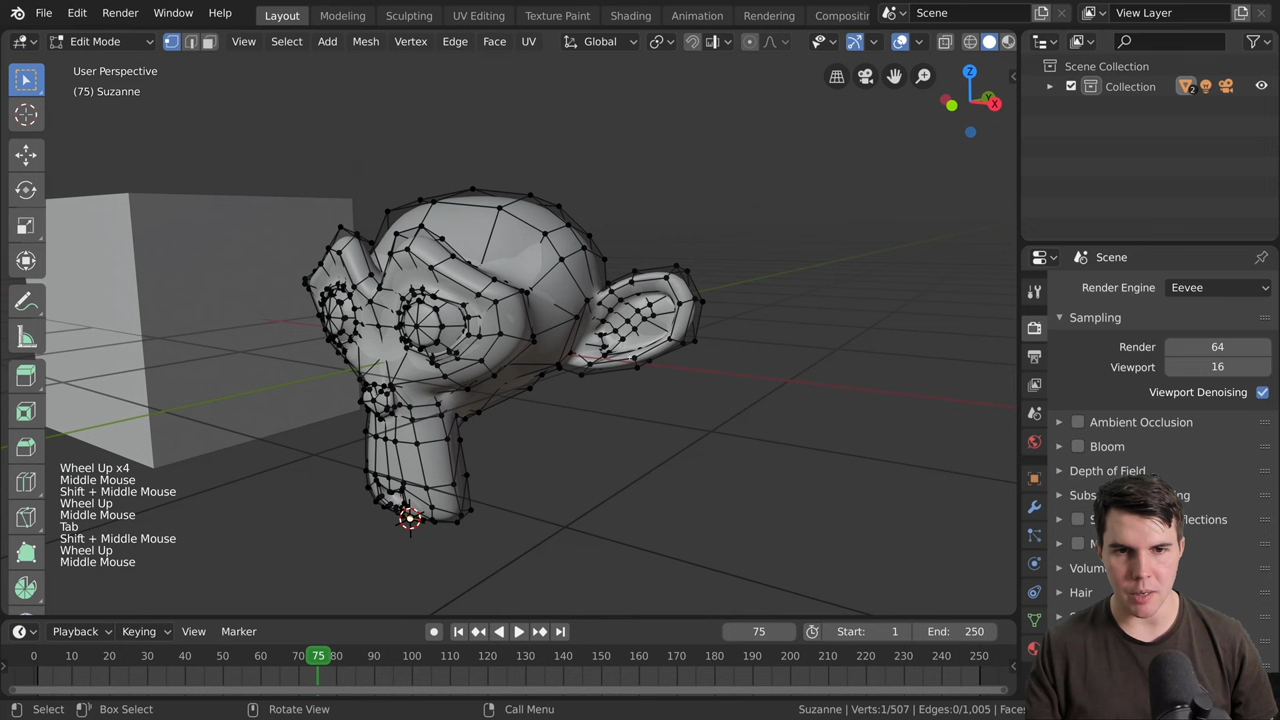 File Edit Render Window Help Layout Modeling Sculpting UV Editing Texture Paint Shading Animation Rendering Compositi Scene View Layer
Edit Mode View Select Add Mesh Vertex Edge Face UV Global
User Perspective
(75) Suzanne
Z
Y
X
Scene Collection
Collection 2
Scene
Render Engine Eevee
Sampling
Render 64
Viewport 16
Viewport Denoising
Ambient Occlusion
Bloom
Depth of Field
Wheel Up x4
Middle Mouse
Shift + Middle Mouse
Wheel Up
Middle Mouse
Tab
Shift + Middle Mouse
Wheel Up
Middle Mouse
Hair
Playback Keying View Marker 75 Start: 1 End: 250
0 10 20 30 40 50 60 70 75 80 90 100 110 120 130 140 150 160 170 180 190 200 210 220 230 240 250
Select Box Select Rotate View Call Menu Suzanne | Verts:1/507 | Edges:0/1,005 | Faces